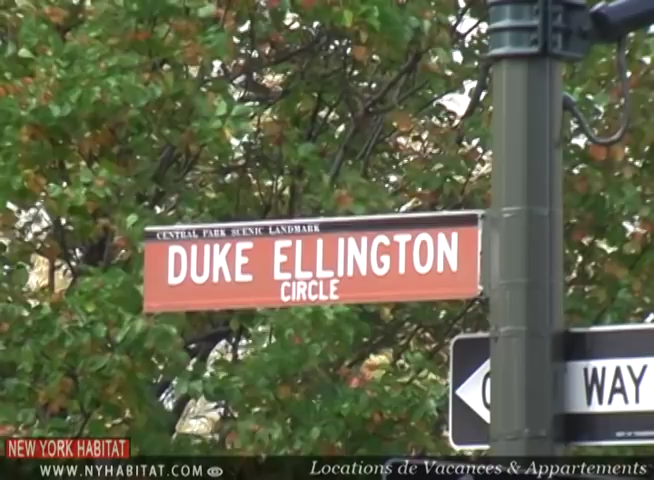 CENTRAL PARK SCENIC LANDMARK
DUKE ELLINGTON
CIRCLE
WAY
NEW YORK HABITAT
WWW.NYHABITAT.COM
Locations de Vacances & Appartements